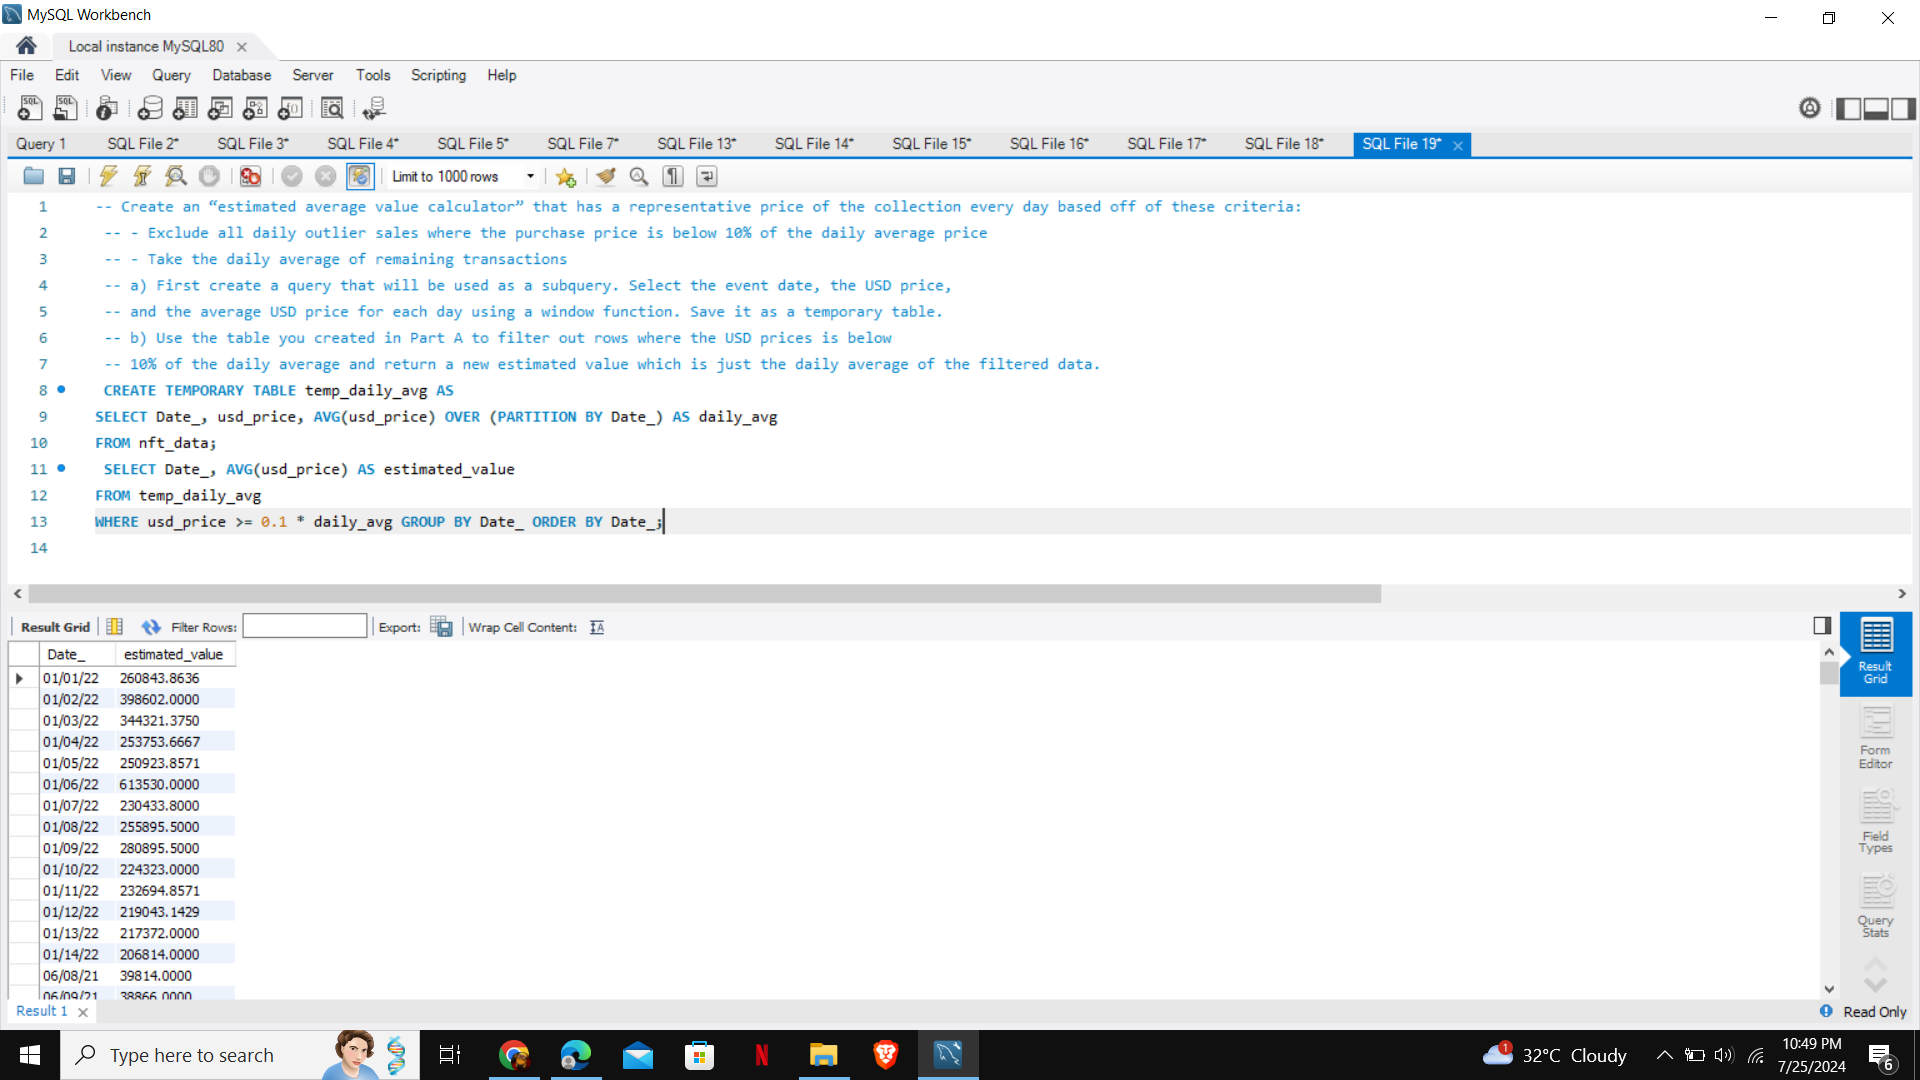 MySQL Workbench
Local instance MySQL80
File Edit View Query Database Server Tools Scripting Help
Query 1 SQL File 2* SQL File 3* SQL File 4* SQL File 5* SQL File 7* SQL File 13* SQL File 14* SQL File 15* SQL File 16* SQL File 17* SQL File 18* SQL File 19*
Limit to 1000 rows
1 -- Create an “estimated average value calculator” that has a representative price of the collection every day based off of these criteria:
2 -- - Exclude all daily outlier sales where the purchase price is below 10% of the daily average price
3 -- - Take the daily average of remaining transactions
4 -- a) First create a query that will be used as a subquery. Select the event date, the USD price,
5 -- and the average USD price for each day using a window function. Save it as a temporary table.
6 -- b) Use the table you created in Part A to filter out rows where the USD prices is below
7 -- 10% of the daily average and return a new estimated value which is just the daily average of the filtered data.
8 CREATE TEMPORARY TABLE temp_daily_avg AS
9 SELECT Date_, usd_price, AVG(usd_price) OVER (PARTITION BY Date_) AS daily_avg
10 FROM nft_data;
11 SELECT Date_, AVG(usd_price) AS estimated_value
12 FROM temp_daily_avg
13 WHERE usd_price >= 0.1 * daily_avg GROUP BY Date_ ORDER BY Date_;
14
Result Grid Filter Rows: Export: Wrap Cell Content:
Date_ estimated_value
01/01/22 260843.8636
01/02/22 398602.0000
01/03/22 344321.3750
01/04/22 253753.6667
01/05/22 250923.8571
01/06/22 613530.0000
01/07/22 230433.8000
01/08/22 255895.5000
01/09/22 280895.5000
01/10/22 224323.0000
01/11/22 232694.8571
01/12/22 219043.1429
01/13/22 217372.0000
01/14/22 206814.0000
06/08/21 39814.0000
06/09/21 38866.0000
Result
Grid
Form
Editor
Field
Types
Query
Stats
Result 1
Read Only
Type here to search
1
32°C Cloudy
10:49 PM
7/25/2024
6